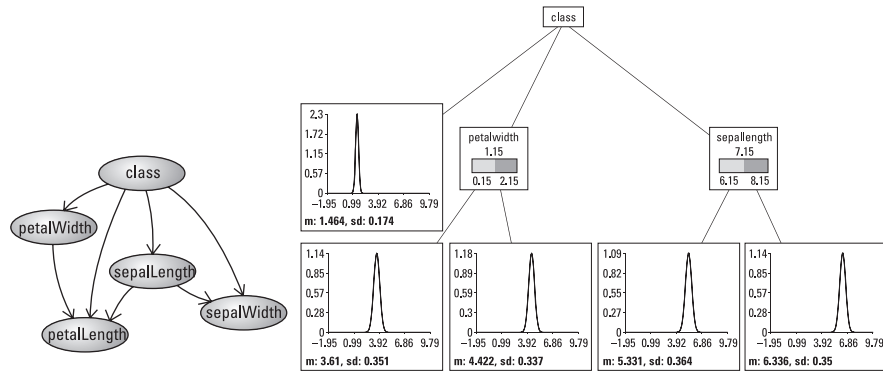 class
petalWidth
sepalLength
sepalWidth
petalLength
class
2.3
1.72
1.15
0.57
0
−1.95 0.99 3.92 6.86 9.79
m: 1.464, sd: 0.174
petalwidth
1.15
0.15 2.15
sepallength
7.15
6.15 8.15
1.14
0.85
0,57
0.28
0
−1.95 0.99 3.92 6.86 9.79
m: 3.61, sd: 0.351
1.18
0.89
0.59
0.3
0
−1.95 0.99 3.92 6.86 9.79
m: 4.422, sd: 0.337
1.09
0.82
0,55
0.27
0
−1.95 0.99 3.92 6.86 9.79
m: 5.331, sd: 0.364
1.14
0.85
0,57
0.28
0
−1.95 0.99 3.92 6.86 9.79
m: 6.336, sd: 0.35